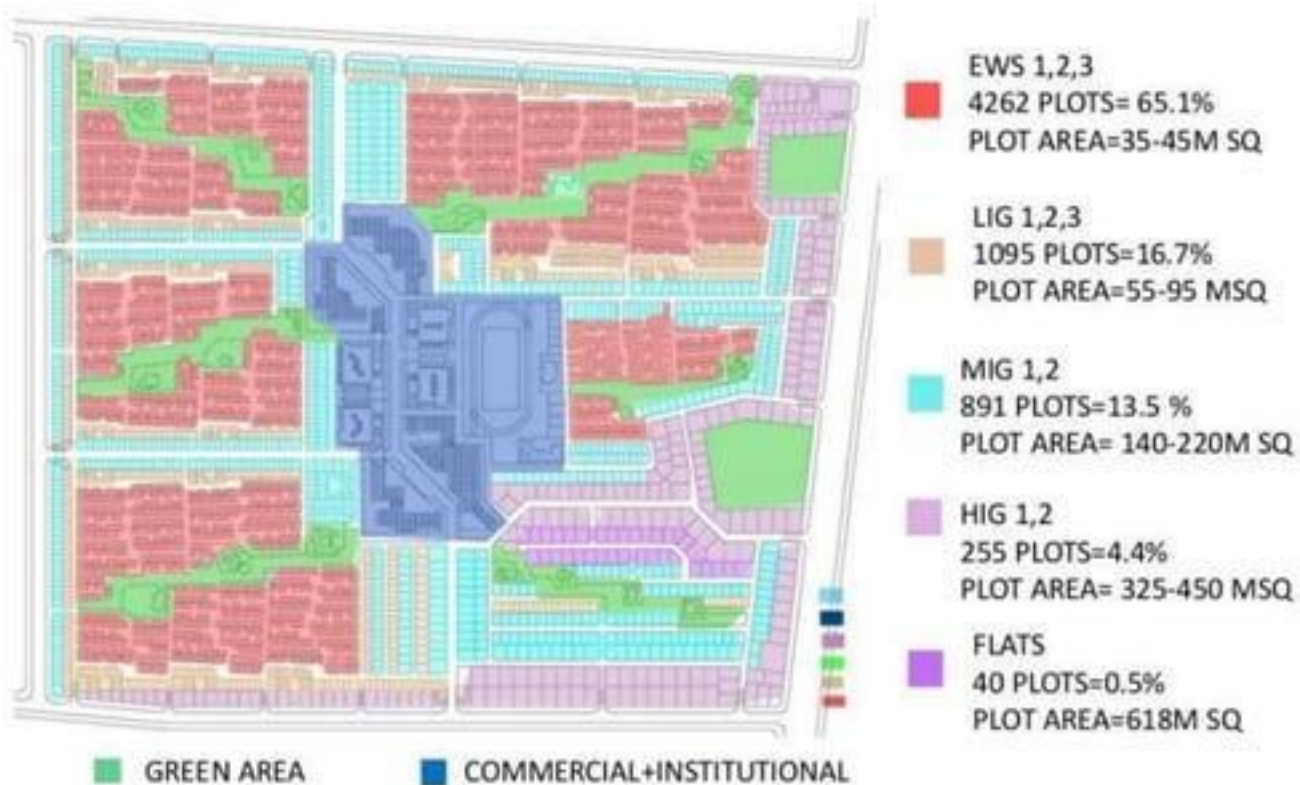 EWS 1,2,3
4262 PLOTS= 65.1%
PLOT AREA=35-45M SQ
LIG 1,2,3
1095 PLOTS=16.7%
PLOT AREA=55-95 MSQ
MIG 1,2
891 PLOTS=13.5 %
PLOT AREA= 140-220M SQ
HIG 1,2
255 PLOTS=4.4%
PLOT AREA= 325-450 MSQ
FLATS
40 PLOTS=0.5%
PLOT AREA=618M SQ
GREEN AREA
COMMERCIAL+INSTITUTIONAL